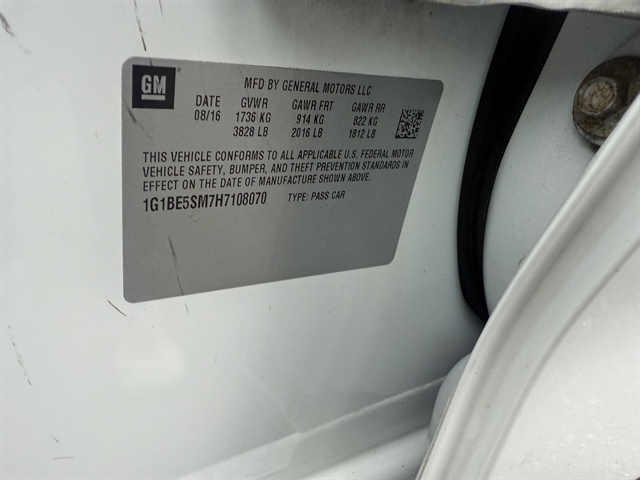 GM
MFD BY GENERAL MOTORS LLC
DATE GVWR GAWR FRT GAWR RR
08/16 1736 KG 914 KG 822 KG
3828 LB 2016 LB 1812 LB
THIS VEHICLE CONFORMS TO ALL APPLICABLE U.S. FEDERAL MOTOR
VEHICLE SAFETY, BUMPER, AND THEFT PREVENTION STANDARDS IN
EFFECT ON THE DATE OF MANUFACTURE SHOWN ABOVE.
1G1BE5SM7H7108070 TYPE: PASS CAR